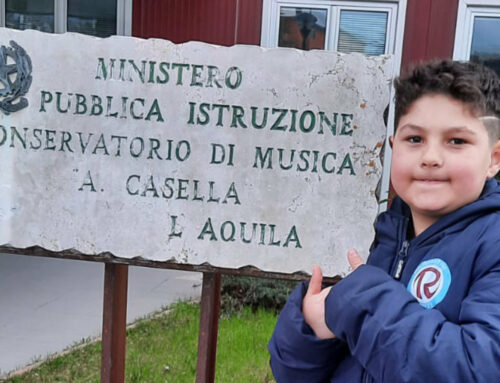 MINISTERO
PUBBLICA ISTRUZIONE
ONSERVATORIO DI MUSICA
A. CASELLA
L AQUILA
R